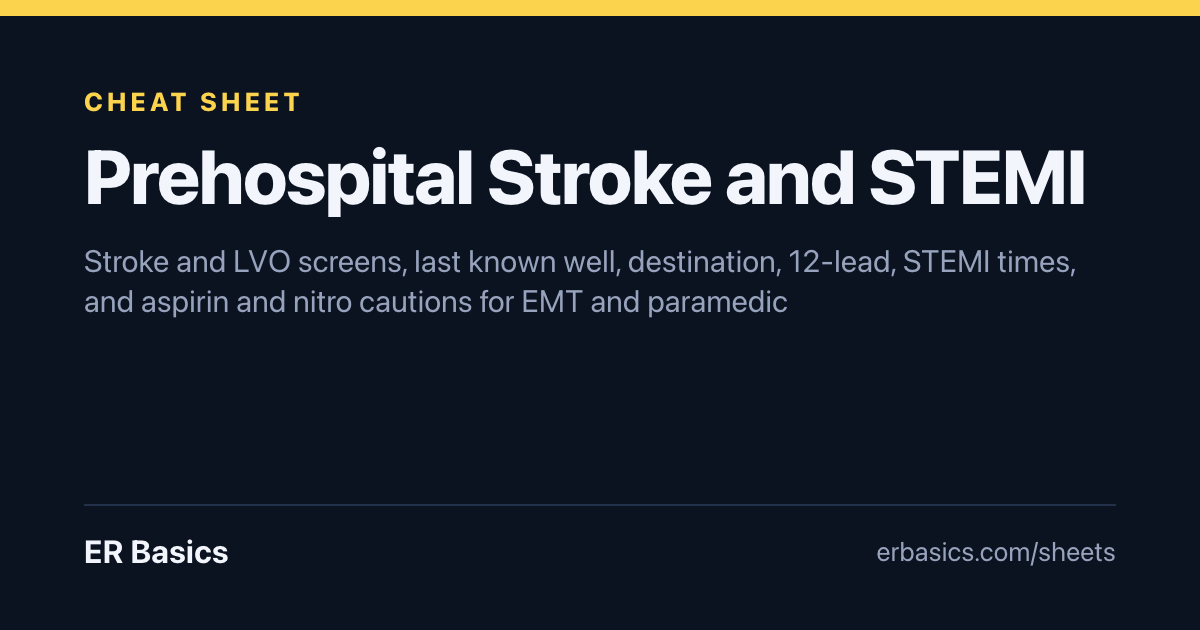 CHEAT SHEET
Prehospital Stroke and STEMI
Stroke and LVO screens, last known well, destination, 12-lead, STEMI times,
and aspirin and nitro cautions for EMT and paramedic
ER Basics
erbasics.com/sheets